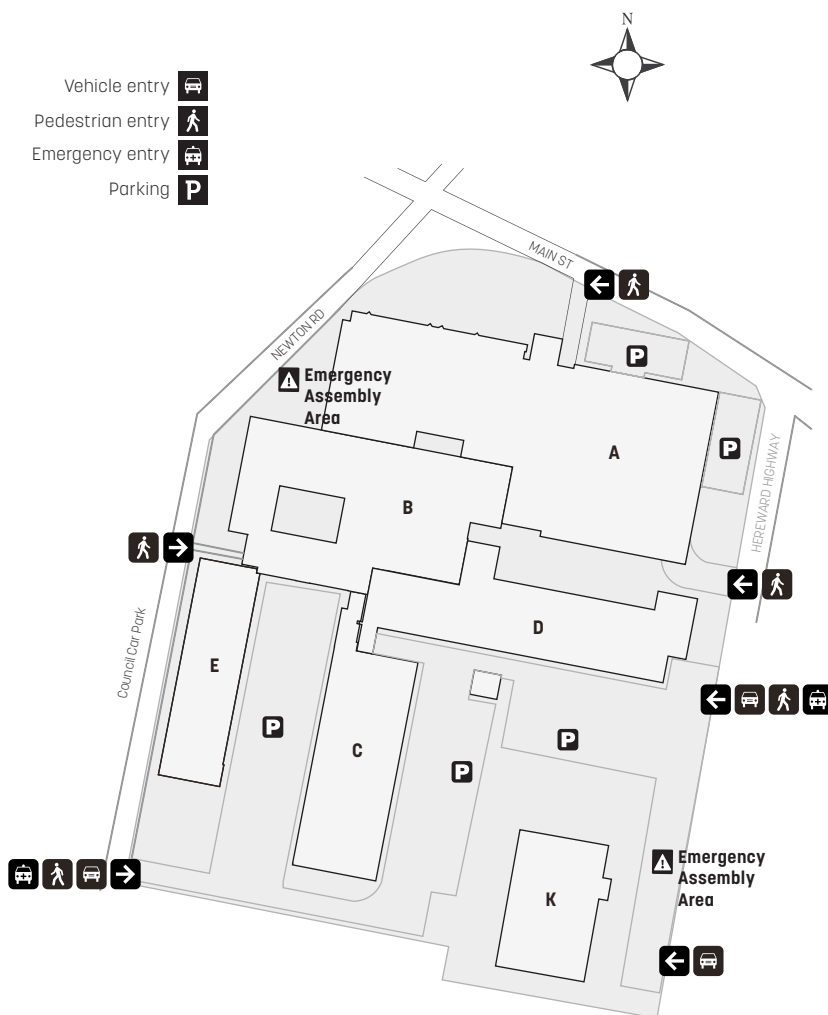 N
Vehicle entry
Pedestrian entry
Emergency entry
Parking P
MAIN ST
NEWTON RD
P
Emergency
Assembly
Area
A
P
HEREWARD HIGHWAY
B
D
Council Car Park
E
P
C
P
P
Emergency
Assembly
Area
K